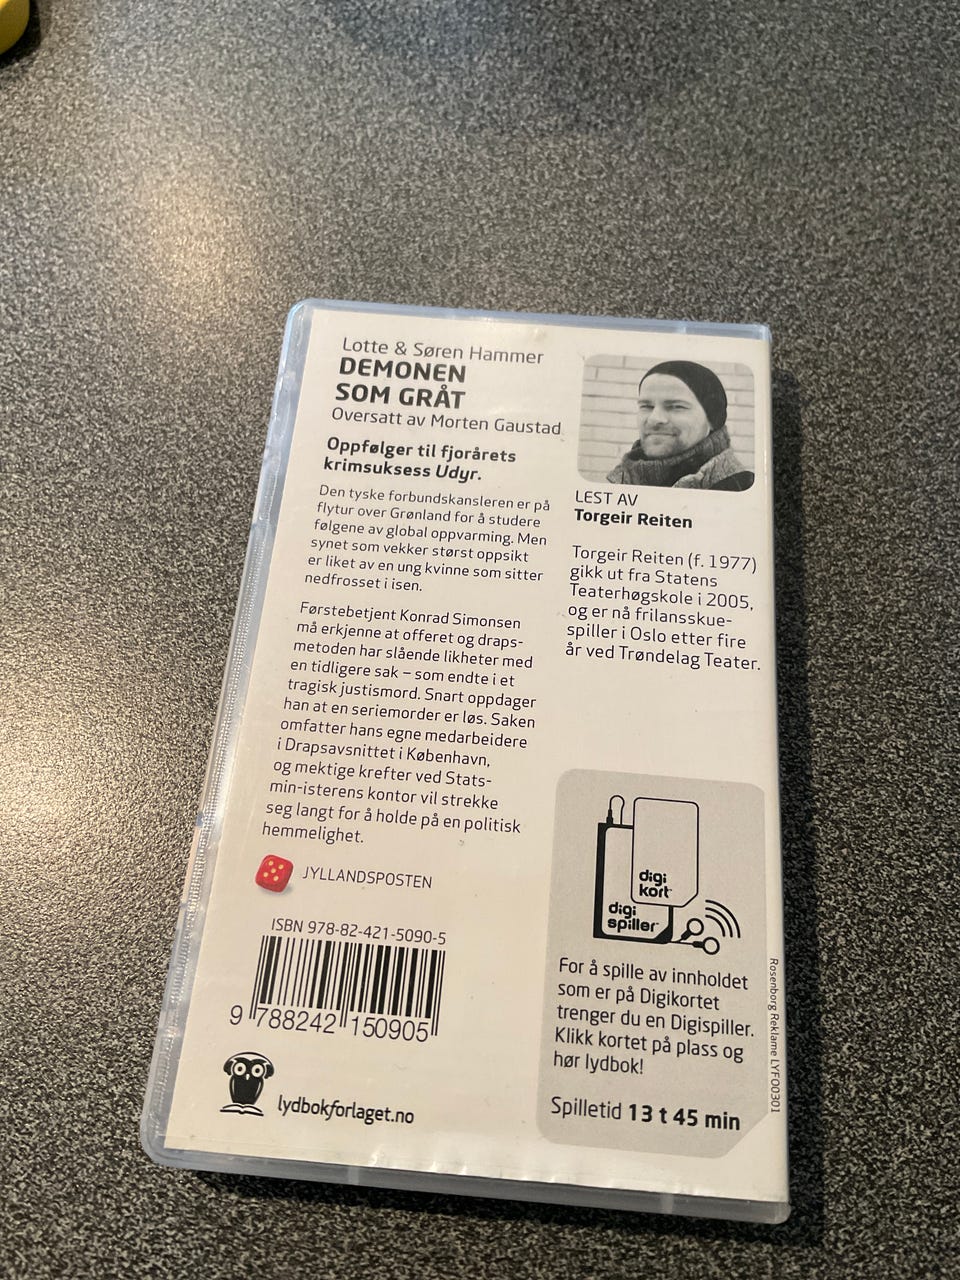 Lotte & Søren Hammer
DEMONEN
SOM GRÅT
Oversatt av Morten Gaustad
Oppfølger til fjorårets
krimsuksess Udyr.
Den tyske forbundskansleren er på
flytur over Grønland for å studere
følgene av global oppvarming. Men
synet som vekker størst oppsikt
er liket av en ung kvinne som sitter
nedfrosset i isen.
Førstebetjent Konrad Simonsen
må erkjenne at offeret og draps-
metoden har slående likheter med
en tidligere sak – som endte i et
tragisk justismord. Snart oppdager
han at en seriemorder er løs. Saken
omfatter hans egne medarbeidere
i Drapsavsnittet i København,
og mektige krefter ved Stats-
min-isterens kontor vil strekke
seg langt for å holde på en politisk
hemmelighet.
JYLLANDSPOSTEN
ISBN 978-82-421-5090-5
9 788242 150905
lydbokforlaget.no
LEST AV
Torgeir Reiten
Torgeir Reiten (f. 1977)
gikk ut fra Statens
Teaterhøgskole i 2005,
og er nå frilansskue-
spiller i Oslo etter fire
år ved Trøndelag Teater.
digi
kort
digi
spiller
For å spille av innholdet
som er på Digikortet
trenger du en Digispiller.
Klikk kortet på plass og
hør lydbok!
Spilletid 13 t 45 min
Rosenborg Reklame LYF00301